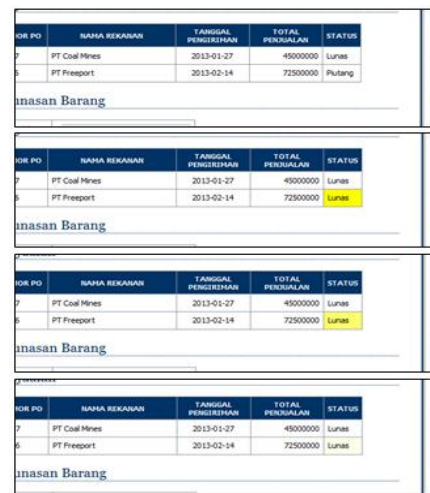 OR PO NAMA REKANAN TANGGAL PENGIRIMAN TOTAL PENJUALAN STATUS
7 PT Coal Mines 2013-01-27 45000000 Lunas
5 PT Freeport 2013-02-14 72500000 Piutang
unasan Barang
OR PO NAMA REKANAN TANGGAL PENGIRIMAN TOTAL PENJUALAN STATUS
7 PT Coal Mines 2013-01-27 45000000 Lunas
5 PT Freeport 2013-02-14 72500000 Lunas
unasan Barang
IOR PO NAMA REKANAN TANGGAL PENGIRIMAN TOTAL PENJUALAN STATUS
7 PT Coal Mines 2013-01-27 45000000 Lunas
6 PT Freeport 2013-02-14 72500000 Lunas
unasan Barang
IOR PO NAMA REKANAN TANGGAL PENGIRIMAN TOTAL PENJUALAN STATUS
7 PT Coal Mines 2013-01-27 45000000 Lunas
6 PT Freeport 2013-02-14 72500000 Lunas
unasan Barang